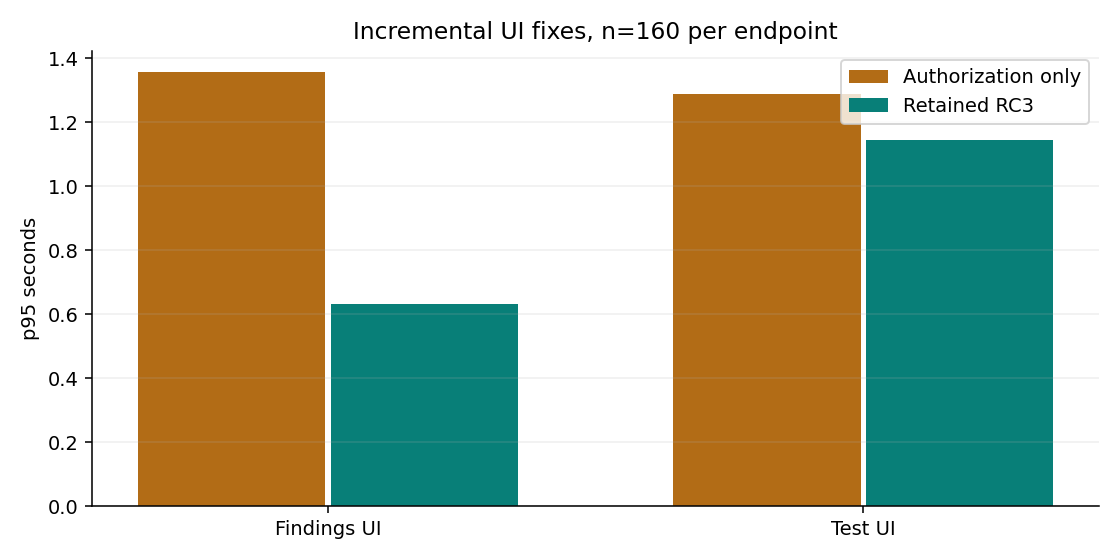 Incremental UI fixes, n=160 per endpoint
Authorization only
Retained RC3
p95 seconds
1.4
1.2
1.0
0.8
0.6
0.4
0.2
0.0
Findings UI
Test UI